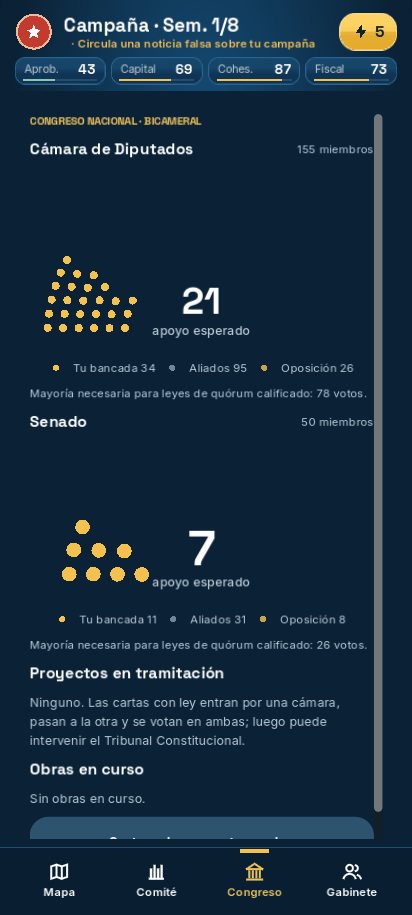 Campaña · Sem. 1/8
· Circula una noticia falsa sobre tu campaña
5
Aprob. 43
Capital 69
Cohes. 87
Fiscal 73
CONGRESO NACIONAL · BICAMERAL
Cámara de Diputados
155 miembros
21
apoyo esperado
Tu bancada 34 Aliados 95 Oposición 26
Mayoría necesaria para leyes de quórum calificado: 78 votos.
Senado
50 miembros
7
apoyo esperado
Tu bancada 11 Aliados 31 Oposición 8
Mayoría necesaria para leyes de quórum calificado: 26 votos.
Proyectos en tramitación
Ninguno. Las cartas con ley entran por una cámara,
pasan a la otra y se votan en ambas; luego puede
intervenir el Tribunal Constitucional.
Obras en curso
Sin obras en curso.
Mapa
Comité
Congreso
Gabinete